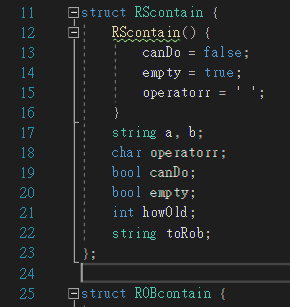 11 struct RScontain {
12 RScontain() {
13 canDo = false;
14 empty = true;
15 operatorr = ' ';
16 }
17 string a, b;
18 char operatorr;
19 bool canDo;
20 bool empty;
21 int howOld;
22 string toRob;
23 };
24
25 struct ROBcontain {